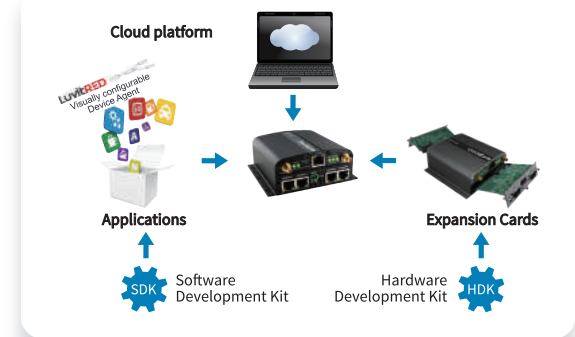 Cloud platform
LUVITRED
Visually configurable
Device Agent
Applications
Expansion Cards
SDK
Software
Development Kit
Hardware
Development Kit
HDK